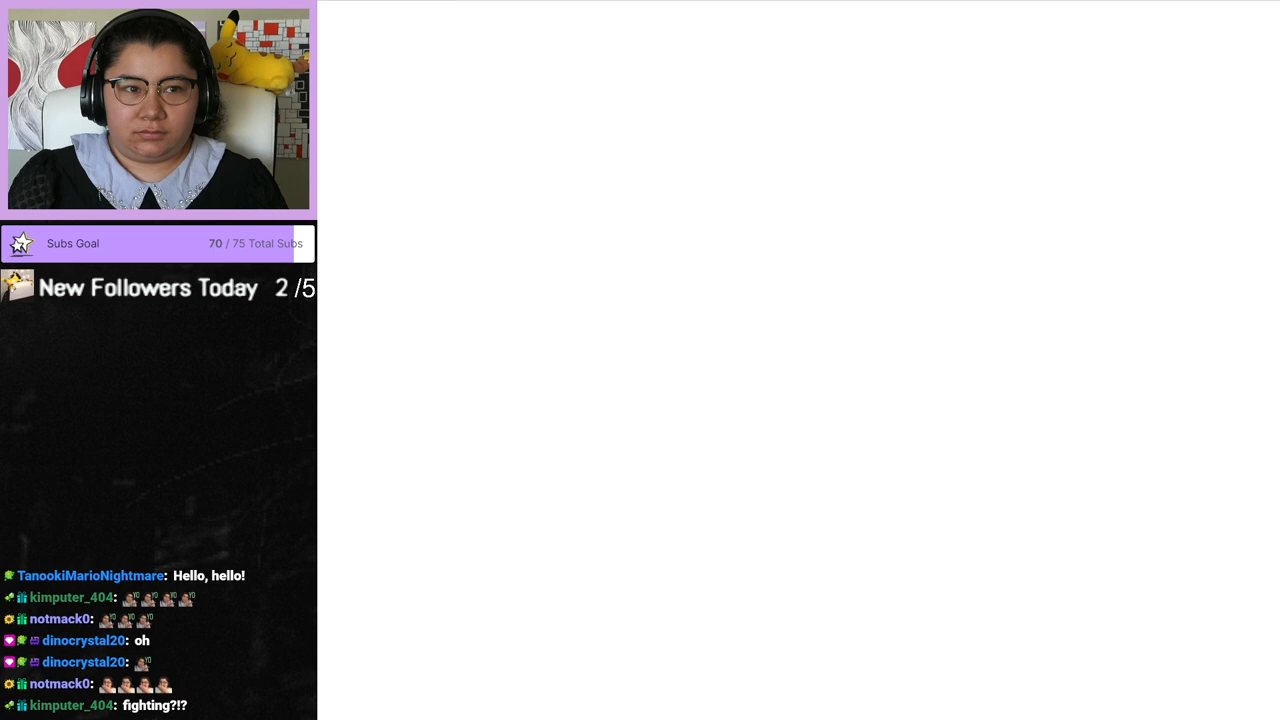 Subs Goal 70 / 75 Total Subs
New Followers Today 2 /5
TanookiMarioNightmare: Hello, hello!
kimputer_404:
notmack0:
dinocrystal20: oh
dinocrystal20:
notmack0:
kimputer_404: fighting?!?